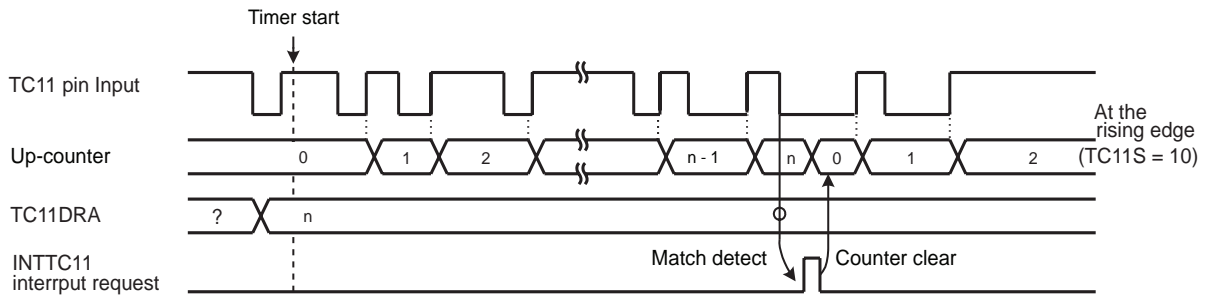 Timer start
TC11 pin Input
At the
rising edge
(TC11S = 10)
Up-counter
0 1 2 n - 1 n 0 1 2
TC11DRA
? n
Match detect Counter clear
INTTC11
interrput request